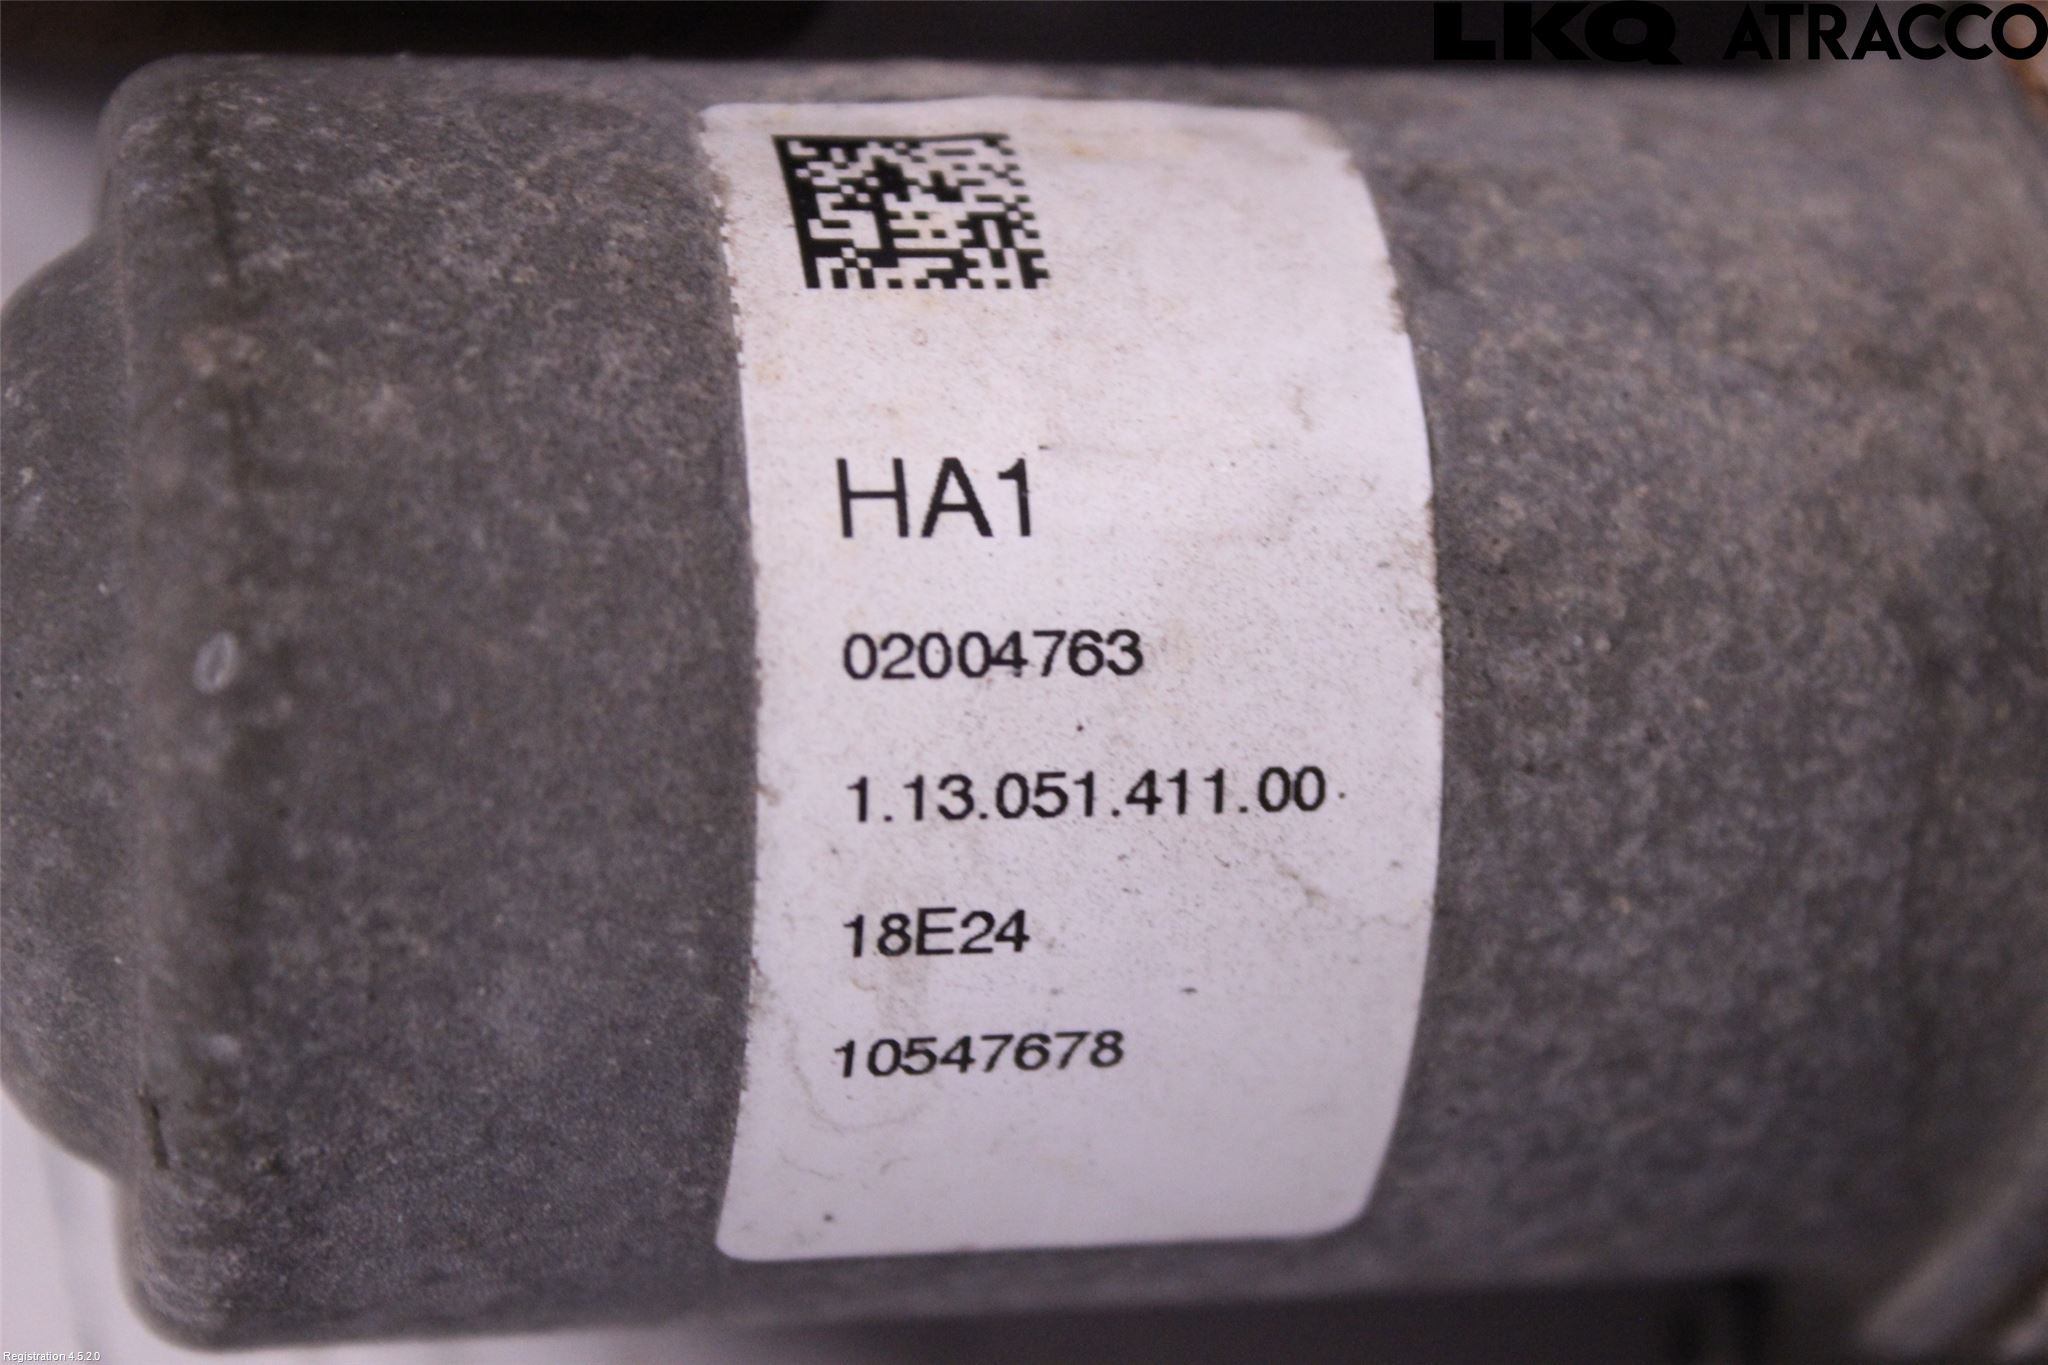 LKQ ATRACCO
HA1
02004763
1.13.051.411.00
18E24
10547678
Registration 4.5.2.0